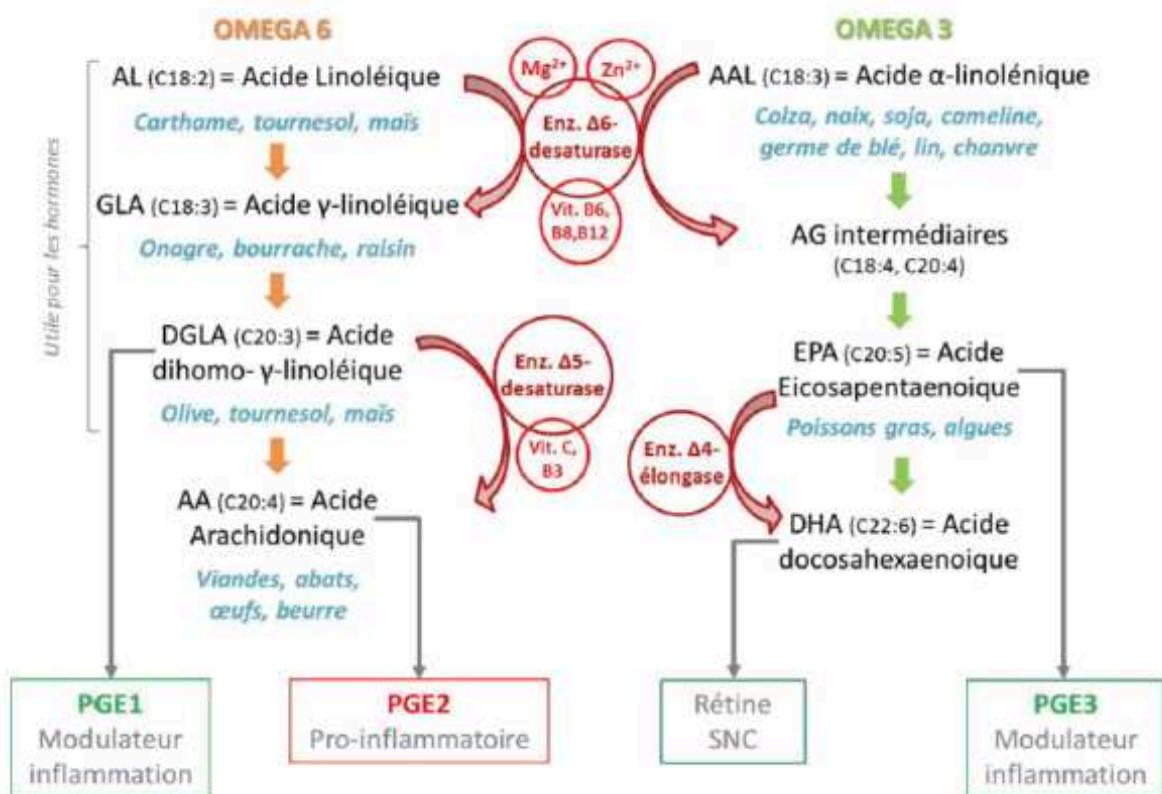 OMEGA 6
AL (C18:2) = Acide Linoléique
Carthame, tournesol, maïs
GLA (C18:3) = Acide γ-linoléique
Onagre, bourrache, raisin
DGLA (C20:3) = Acide
dihomo- γ-linoléique
Olive, tournesol, maïs
AA (C20:4) = Acide
Arachidonique
Viandes, abats,
œufs, beurre
Utile pour les hormones
Mg²⁺
Zn²⁺
Enz. Δ6-
desaturase
Vit. B6,
B8,B12
Enz. Δ5-
desaturase
Vit. C,
B3
Enz. Δ4-
élongase
OMEGA 3
AAL (C18:3) = Acide α-linolénique
Colza, noix, soja, cameline,
germe de blé, lin, chanvre
AG intermédiaires
(C18:4, C20:4)
EPA (C20:5) = Acide
Eicosapentaenoique
Poissons gras, algues
DHA (C22:6) = Acide
docosahexaenoique
PGE1
Modulateur
inflammation
PGE2
Pro-inflammatoire
Rétine
SNC
PGE3
Modulateur
inflammation